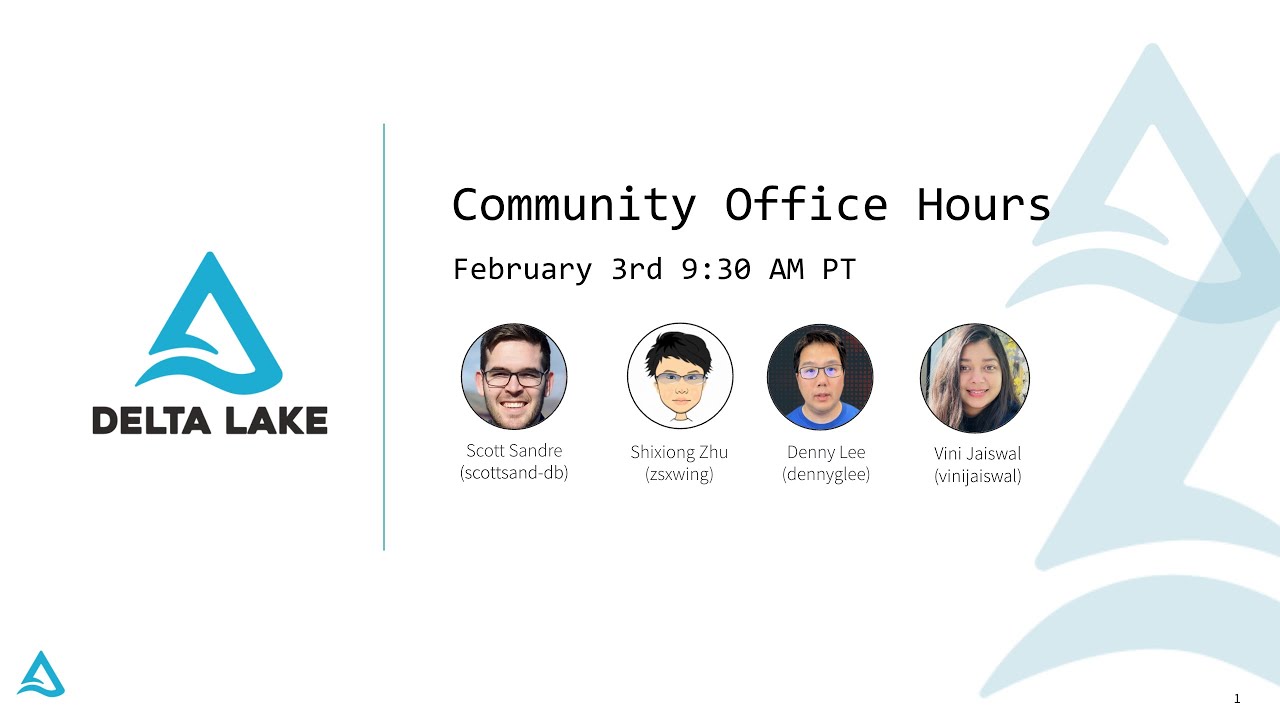 Community Office Hours
February 3rd 9:30 AM PT
DELTA LAKE
Scott Sandre
(scottsand-db)
Shixiong Zhu
(zsxwing)
Denny Lee
(dennyglee)
Vini Jaiswal
(vinijaiswal)
1